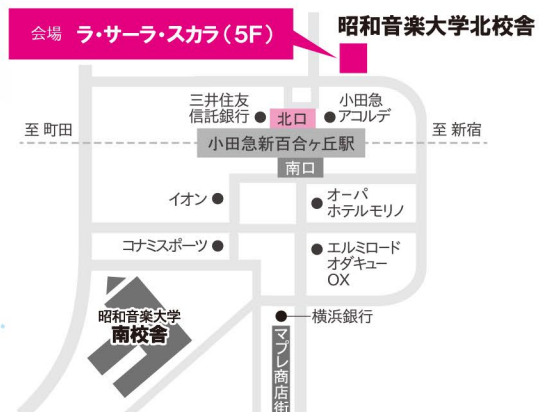 会場 ラ・サーラ・スカラ(5F)
昭和音楽大学北校舎
三井住友
信託銀行
北口
小田急
アコルデ
至 町田
小田急新百合ヶ丘駅
至 新宿
南口
イオン
オーパ
ホテルモリノ
コナミスポーツ
エルミロード
オダキュー
OX
昭和音楽大学
南校舎
横浜銀行
マプレ商店街